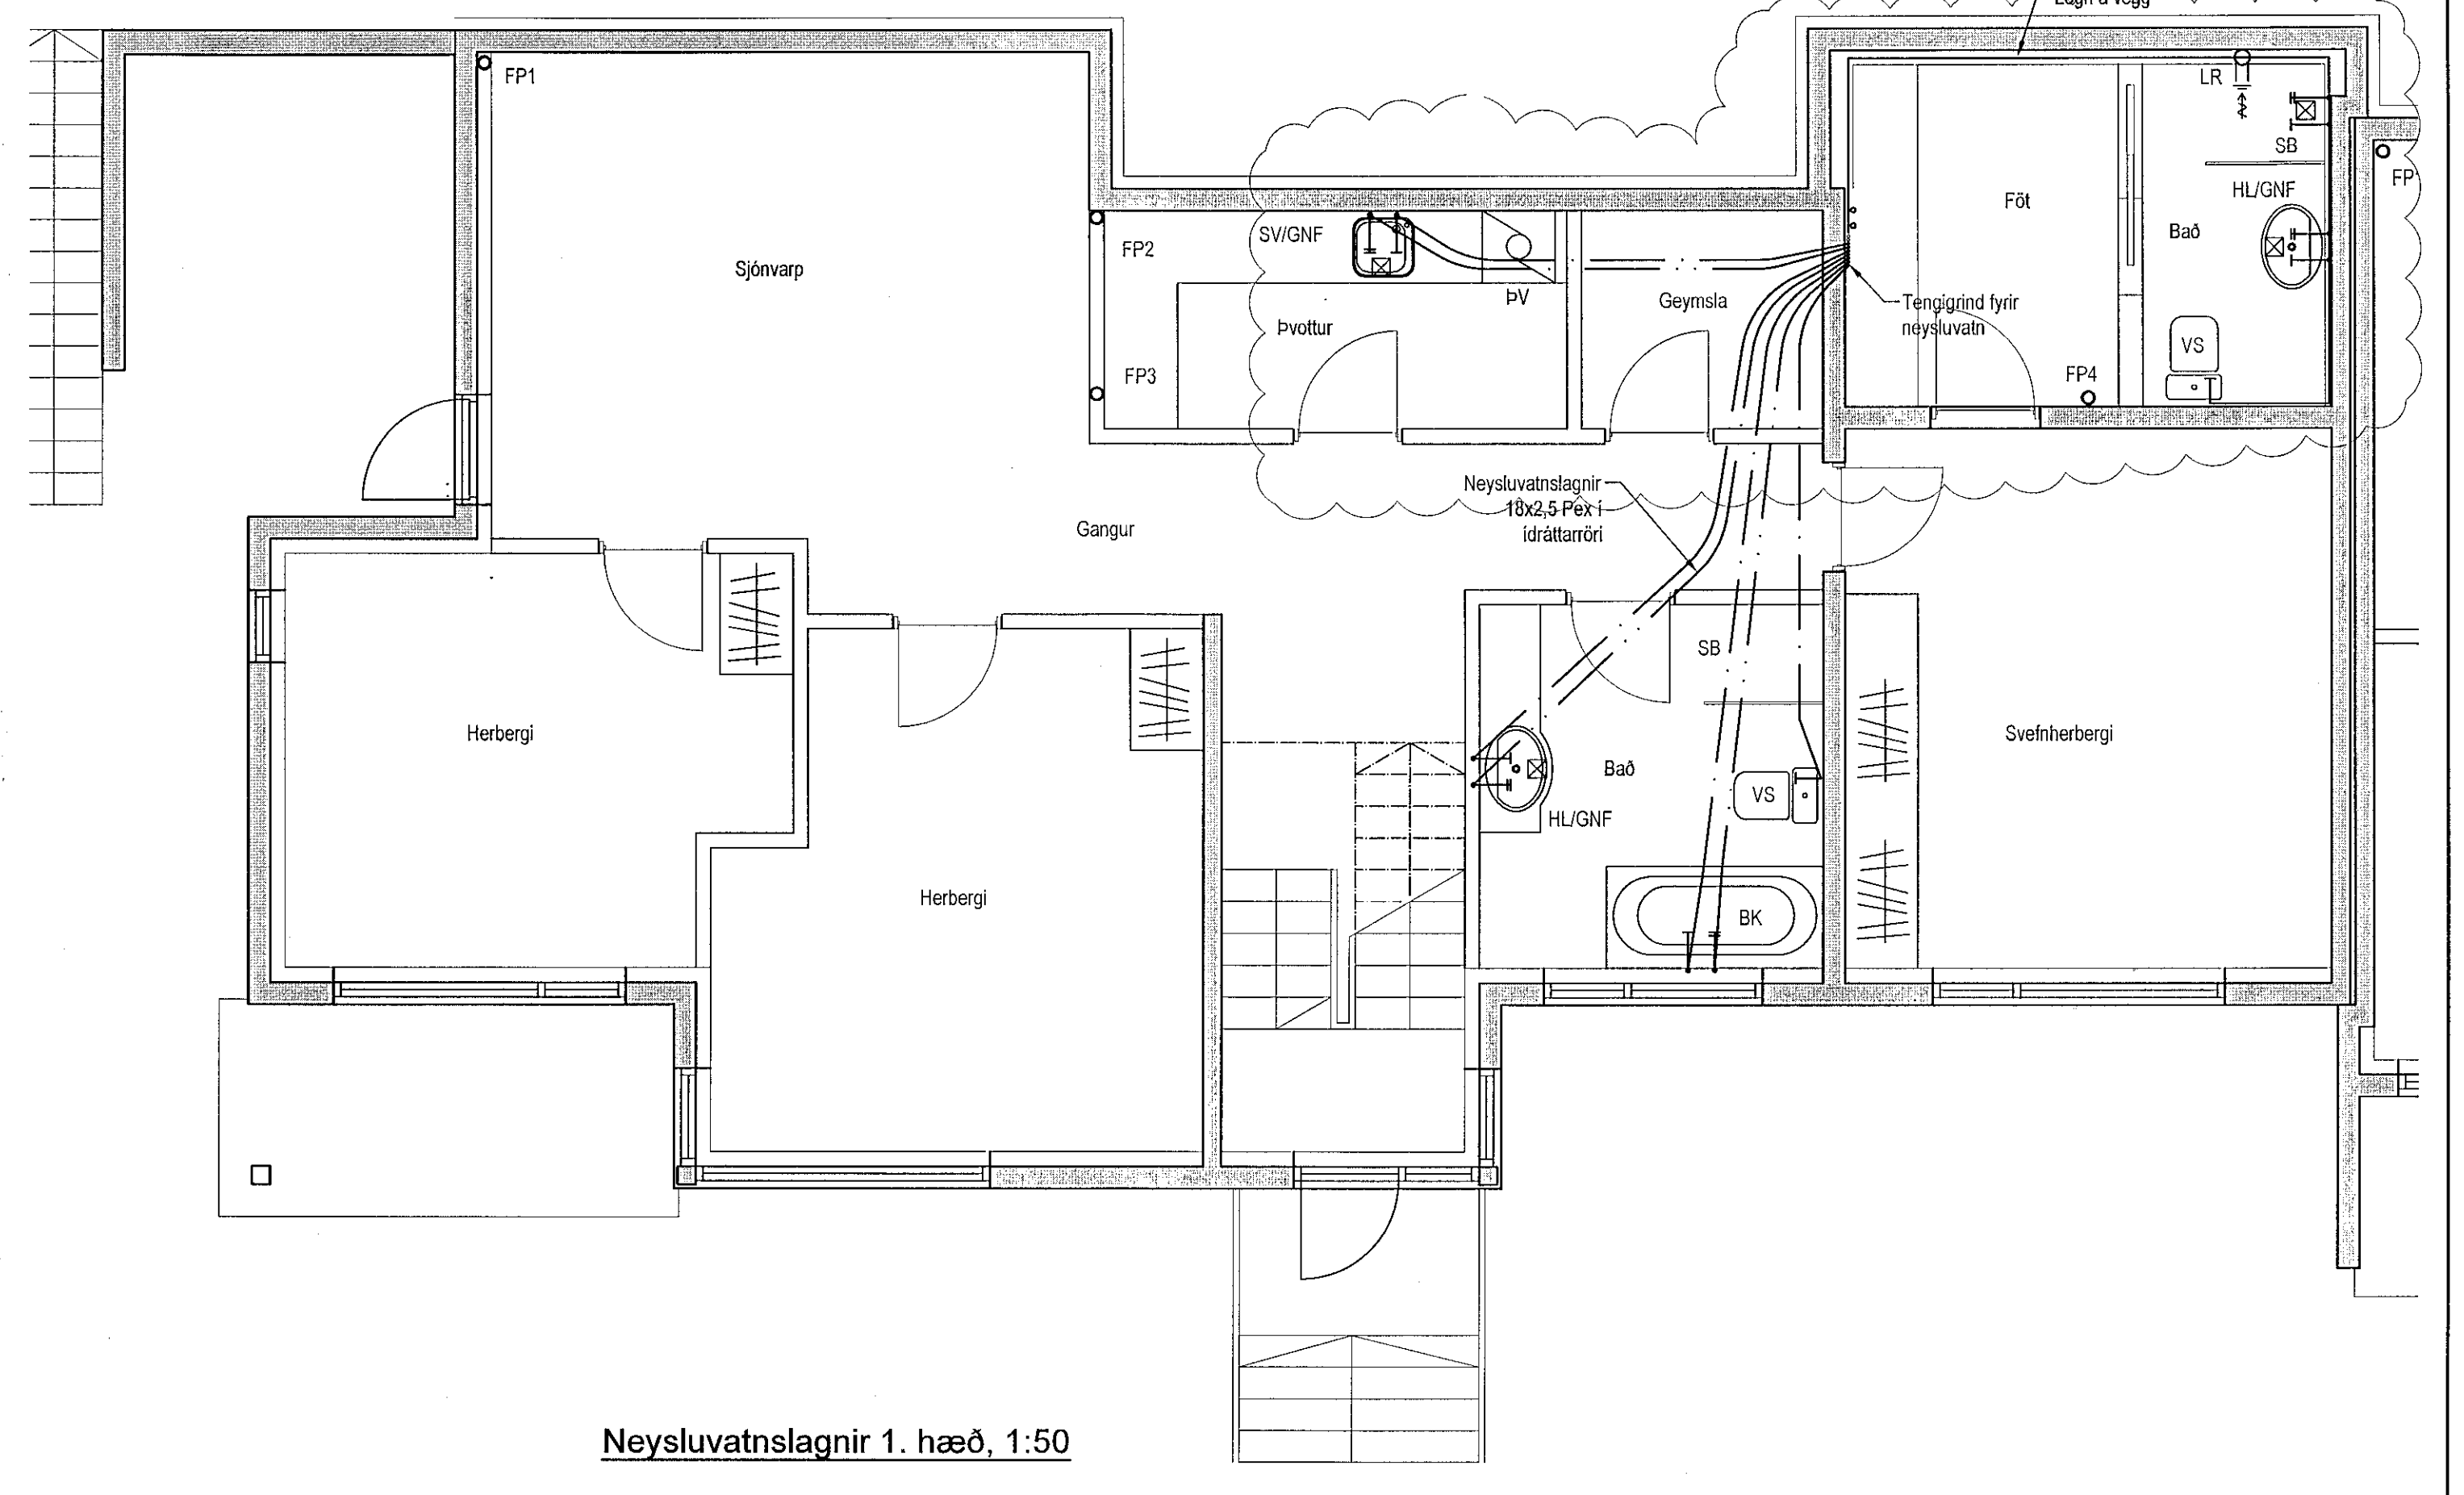 Lögn á vegg
FP1
LR
SB
FP
HL/GNF
Föt
Bað
SV/GNF
FP2
Sjónvarp
ÞV
Geymsla
Tengigrind fyrir
neysluvatn
Þvottur
VS
FP3
FP4
Neysluvatnslagnir
18x2,5 Pex í
ídráttarröri
Gangur
SB
Herbergi
Svefnherbergi
Bað
VS
HL/GNF
Herbergi
BK
Neysluvatnslagnir 1. hæð, 1:50